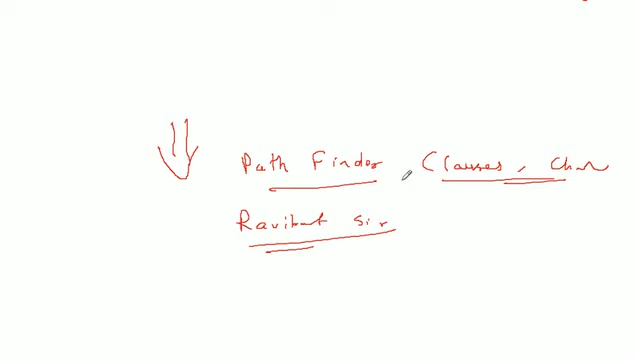 Path Finder, Classes, Chan
Ravikant Sir